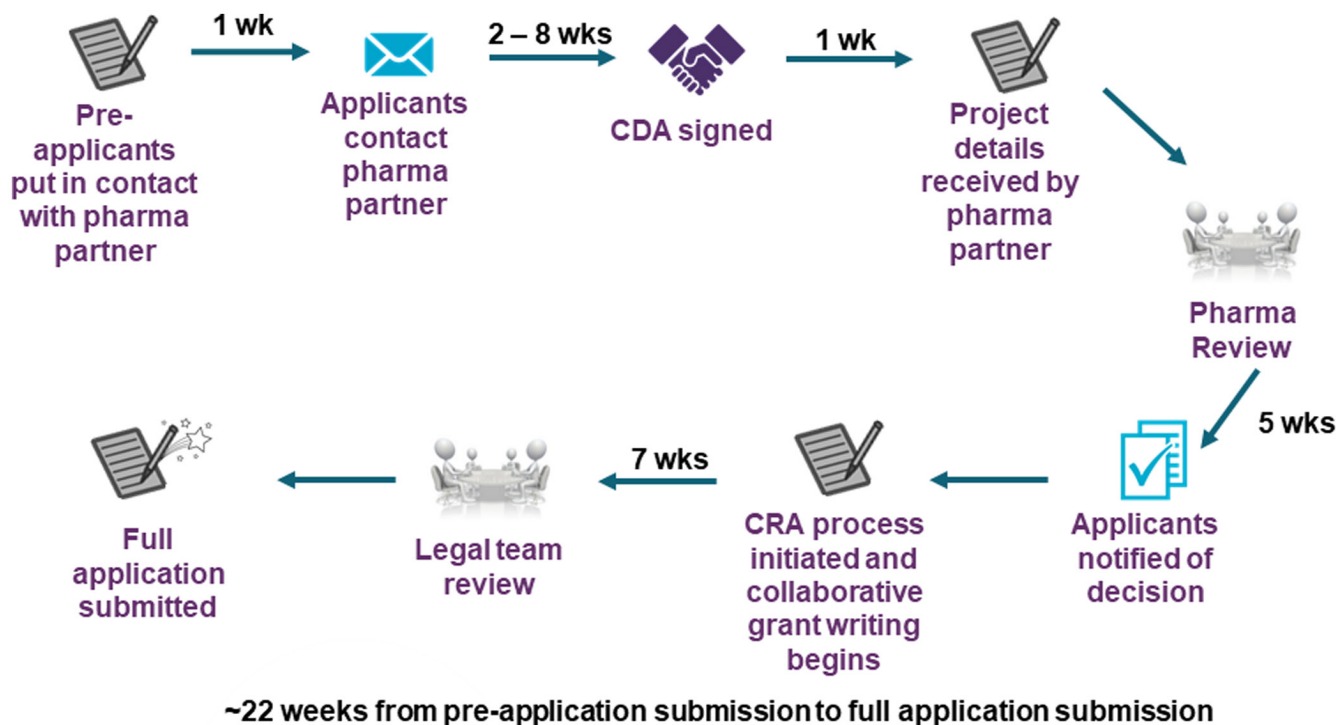 1 wk
2 – 8 wks
1 wk
Pre-
applicants
put in contact
with pharma
partner
Applicants
contact
pharma
partner
CDA signed
Project
details
received by
pharma
partner
Pharma
Review
5 wks
Applicants
notified of
decision
CRA process
initiated and
collaborative
grant writing
begins
7 wks
Legal team
review
Full
application
submitted
~22 weeks from pre-application submission to full application submission